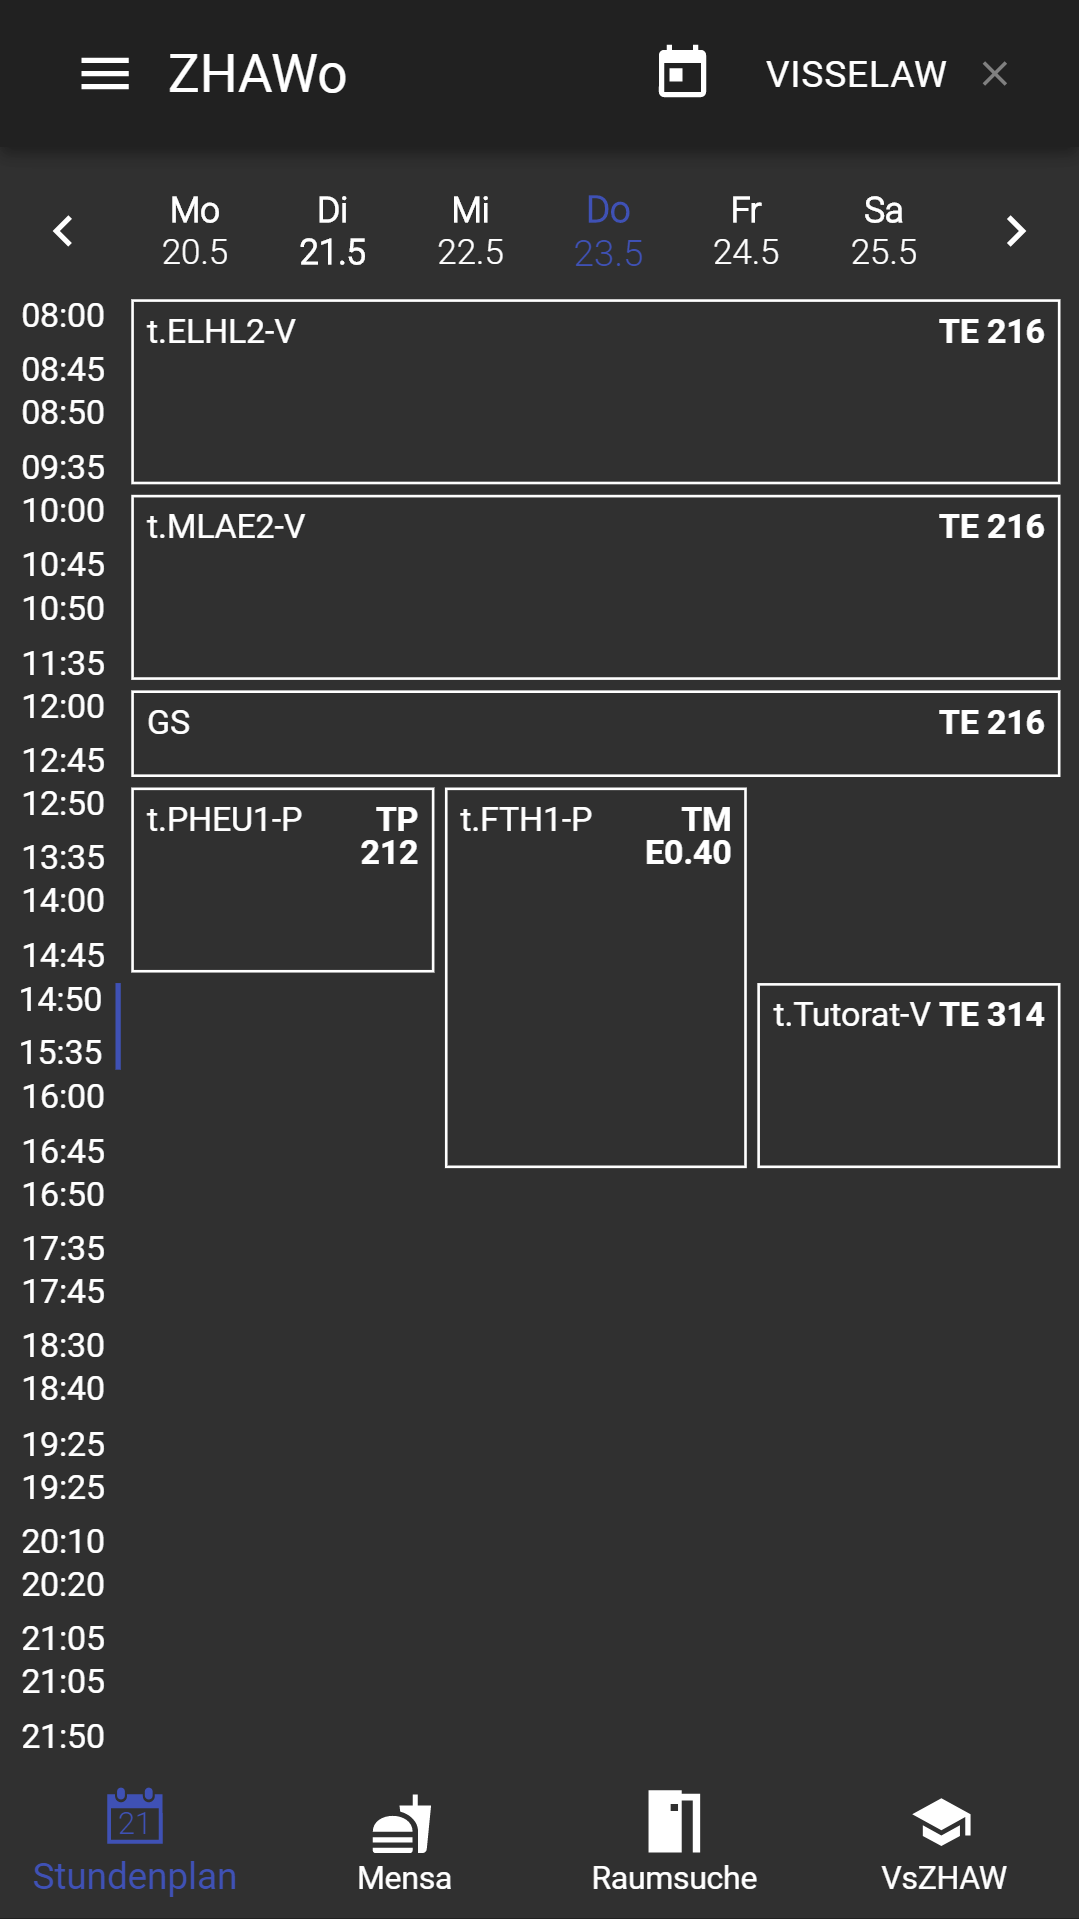 ZHAWo VISSELAW
Mo Di Mi Do Fr Sa
20.5 21.5 22.5 23.5 24.5 25.5
08:00
t.ELHL2-V TE 216
08:45
08:50
09:35
10:00
t.MLAE2-V TE 216
10:45
10:50
11:35
12:00
GS TE 216
12:45
12:50
t.PHEU1-P TP
212
t.FTH1-P TM
E0.40
13:35
14:00
14:45
14:50
t.Tutorat-V TE 314
15:35
16:00
16:45
16:50
17:35
17:45
18:30
18:40
19:25
19:25
20:10
20:20
21:05
21:05
21:50
21
Stundenplan Mensa Raumsuche VsZHAW